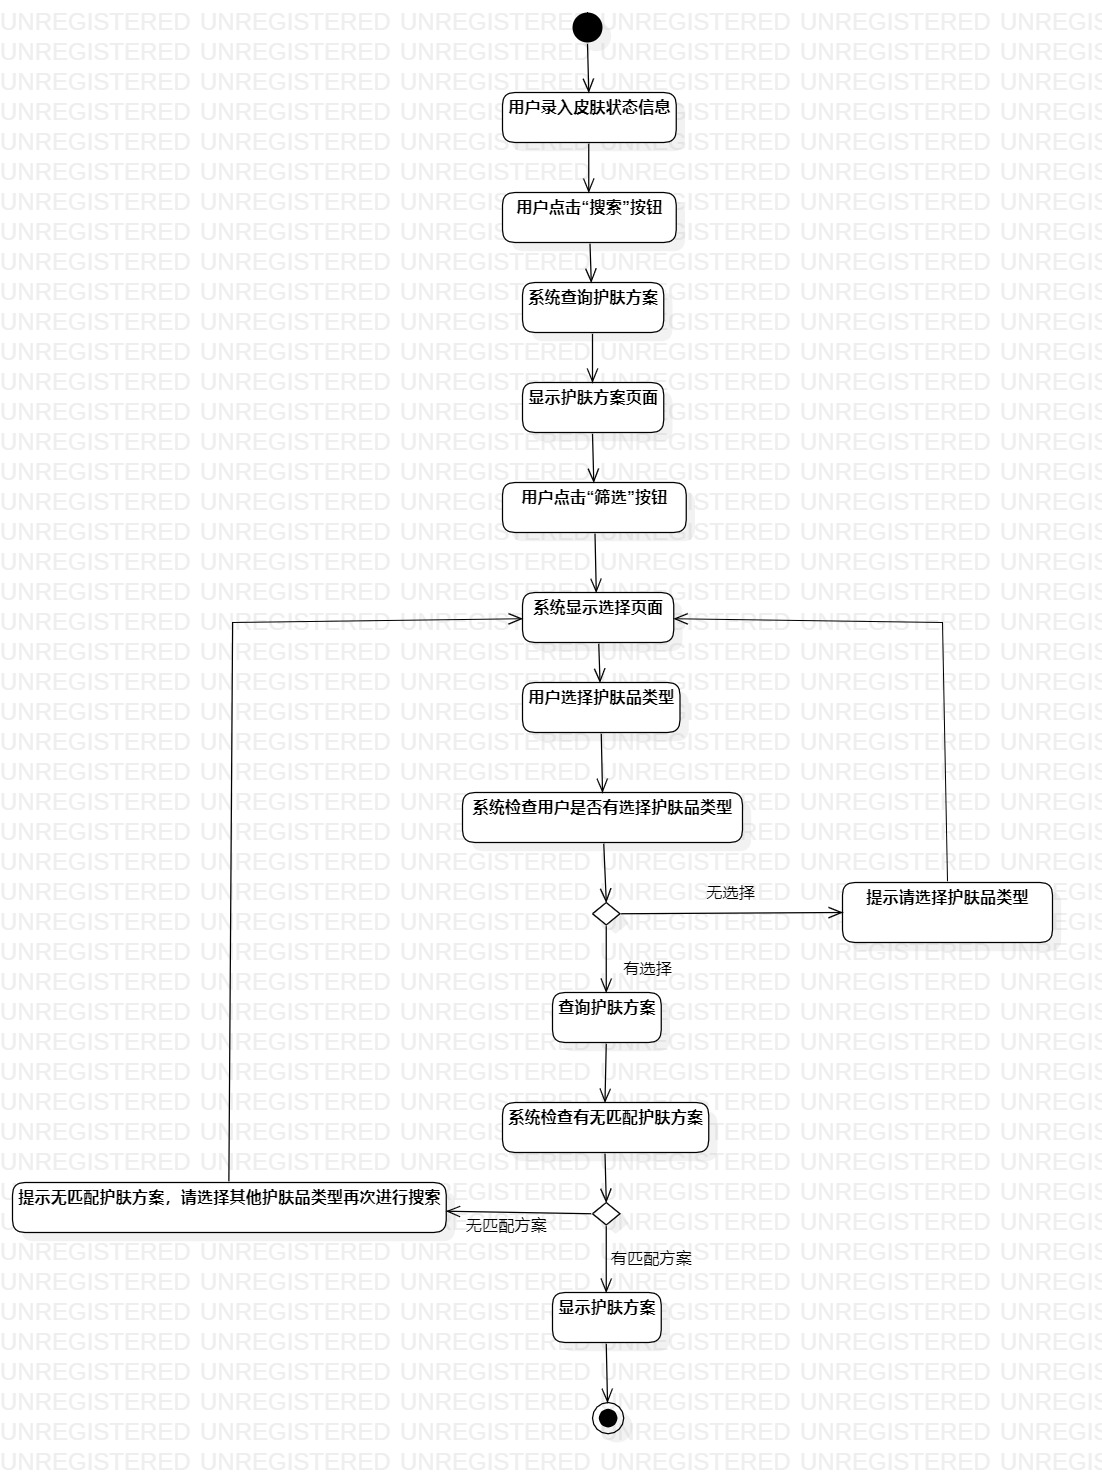 用户录入皮肤状态信息
用户点击“搜索”按钮
系统查询护肤方案
显示护肤方案页面
用户点击“筛选”按钮
系统显示选择页面
用户选择护肤品类型
系统检查用户是否有选择护肤品类型
无选择
提示请选择护肤品类型
有选择
查询护肤方案
系统检查有无匹配护肤方案
提示无匹配护肤方案，请选择其他护肤品类型再次进行搜索
无匹配方案
有匹配方案
显示护肤方案
UNREGISTERED